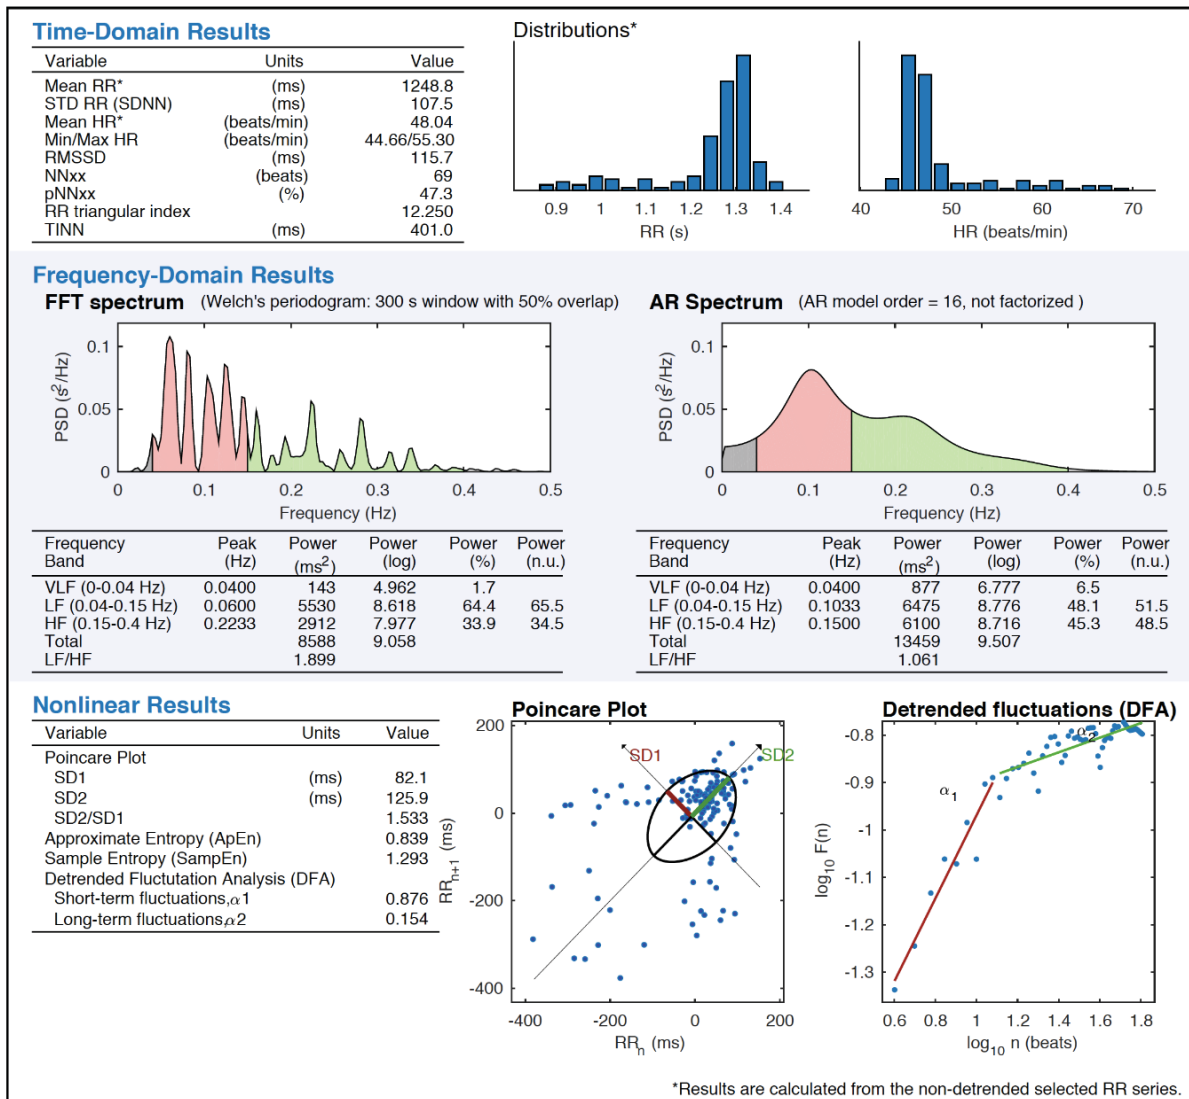 Time-Domain Results
Variable Units Value
Mean RR* (ms) 1248.8
STD RR (SDNN) (ms) 107.5
Mean HR* (beats/min) 48.04
Min/Max HR (beats/min) 44.66/55.30
RMSSD (ms) 115.7
NNxx (beats) 69
pNNxx (%) 47.3
RR triangular index 12.250
TINN (ms) 401.0
Distributions*
0.9 1 1.1 1.2 1.3 1.4
RR (s)
40 50 60 70
HR (beats/min)
Frequency-Domain Results
FFT spectrum (Welch's periodogram: 300 s window with 50% overlap)
PSD (s²/Hz)
0.1
0.05
0
0 0.1 0.2 0.3 0.4 0.5
Frequency (Hz)
Frequency Band Peak (Hz) Power (ms²) Power (log) Power (%) Power (n.u.)
VLF (0-0.04 Hz) 0.0400 143 4.962 1.7
LF (0.04-0.15 Hz) 0.0600 5530 8.618 64.4 65.5
HF (0.15-0.4 Hz) 0.2233 2912 7.977 33.9 34.5
Total 8588 9.058
LF/HF 1.899
AR Spectrum (AR model order = 16, not factorized )
PSD (s²/Hz)
0.1
0.05
0
0 0.1 0.2 0.3 0.4 0.5
Frequency (Hz)
Frequency Band Peak (Hz) Power (ms²) Power (log) Power (%) Power (n.u.)
VLF (0-0.04 Hz) 0.0400 877 6.777 6.5
LF (0.04-0.15 Hz) 0.1033 6475 8.776 48.1 51.5
HF (0.15-0.4 Hz) 0.1500 6100 8.716 45.3 48.5
Total 13459 9.507
LF/HF 1.061
Nonlinear Results
Variable Units Value
Poincare Plot
SD1 (ms) 82.1
SD2 (ms) 125.9
SD2/SD1 1.533
Approximate Entropy (ApEn) 0.839
Sample Entropy (SampEn) 1.293
Detrended Fluctutation Analysis (DFA)
Short-term fluctuations,α1 0.876
Long-term fluctuations,α2 0.154
Poincare Plot
SD1 SD2
RRₙ₊₁ (ms)
200
0
-200
-400
-400 -200 0 200
RRₙ (ms)
Detrended fluctuations (DFA)
α₂
α₁
log₁₀ F(n)
-0.8
-0.9
-1
-1.1
-1.2
-1.3
0.6 0.8 1 1.2 1.4 1.6 1.8
log₁₀ n (beats)
*Results are calculated from the non-detrended selected RR series.